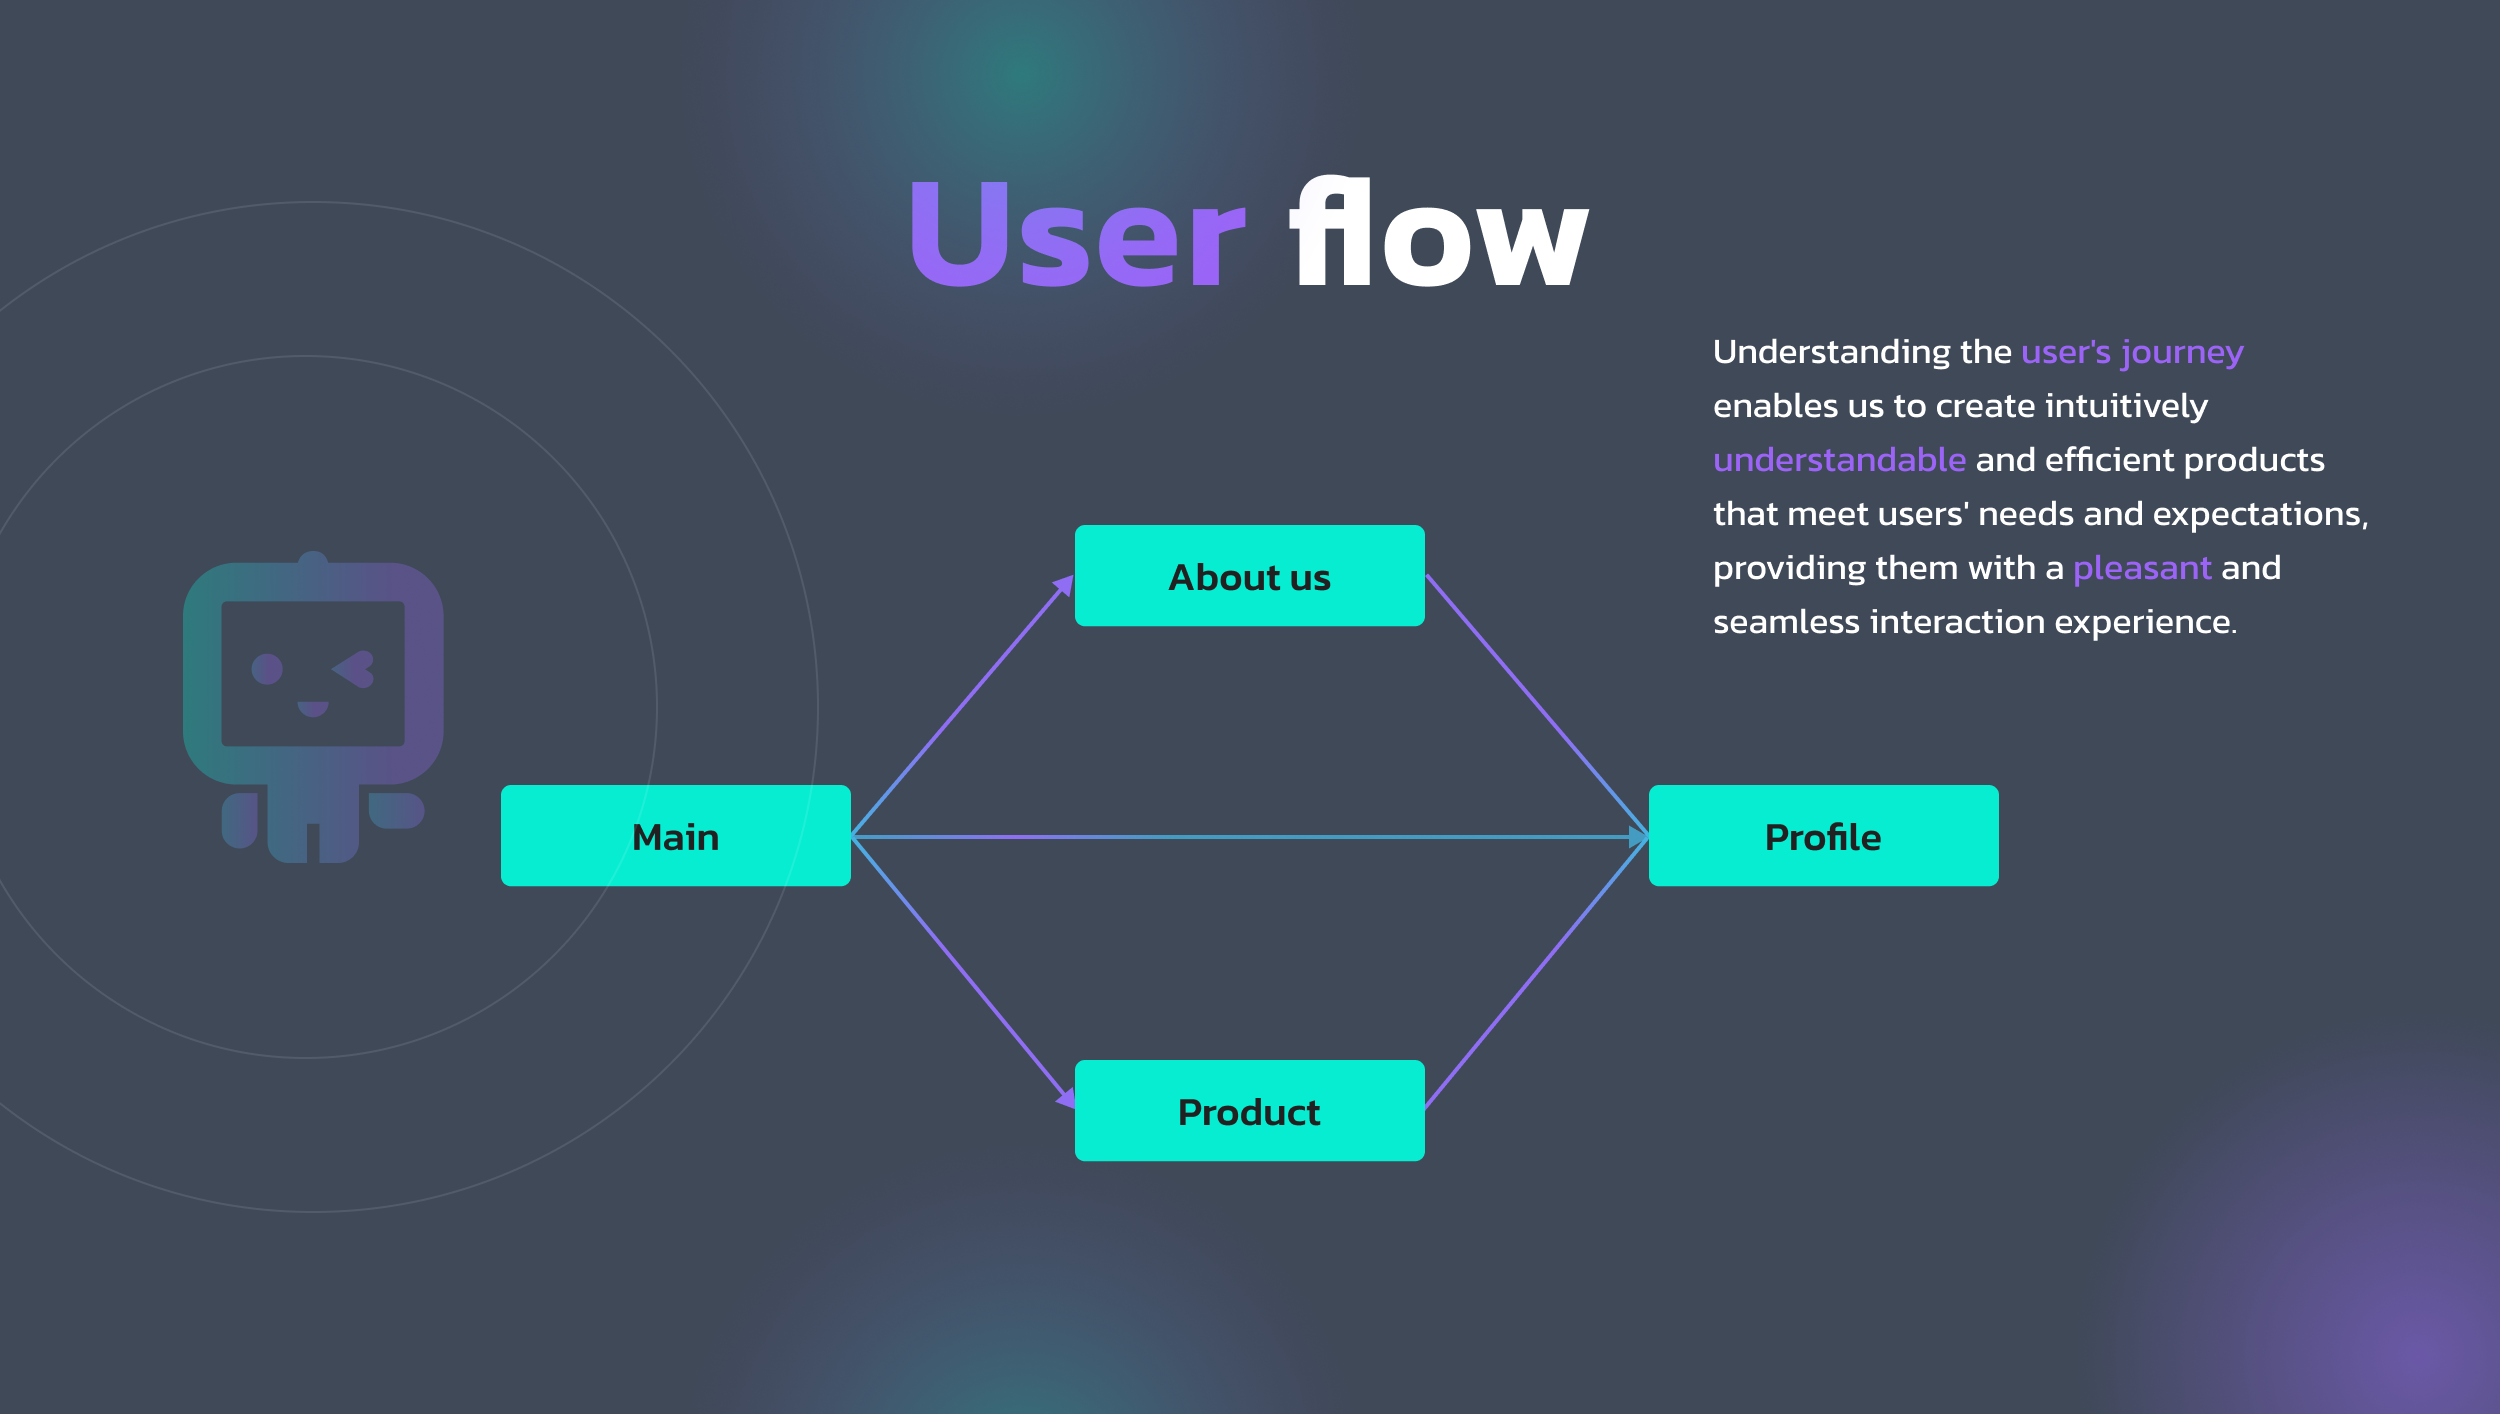 User flow
Understanding the user's journey
enables us to create intuitively
understandable and efficient products
that meet users' needs and expectations,
providing them with a pleasant and
seamless interaction experience.
About us
Main
Profile
Product